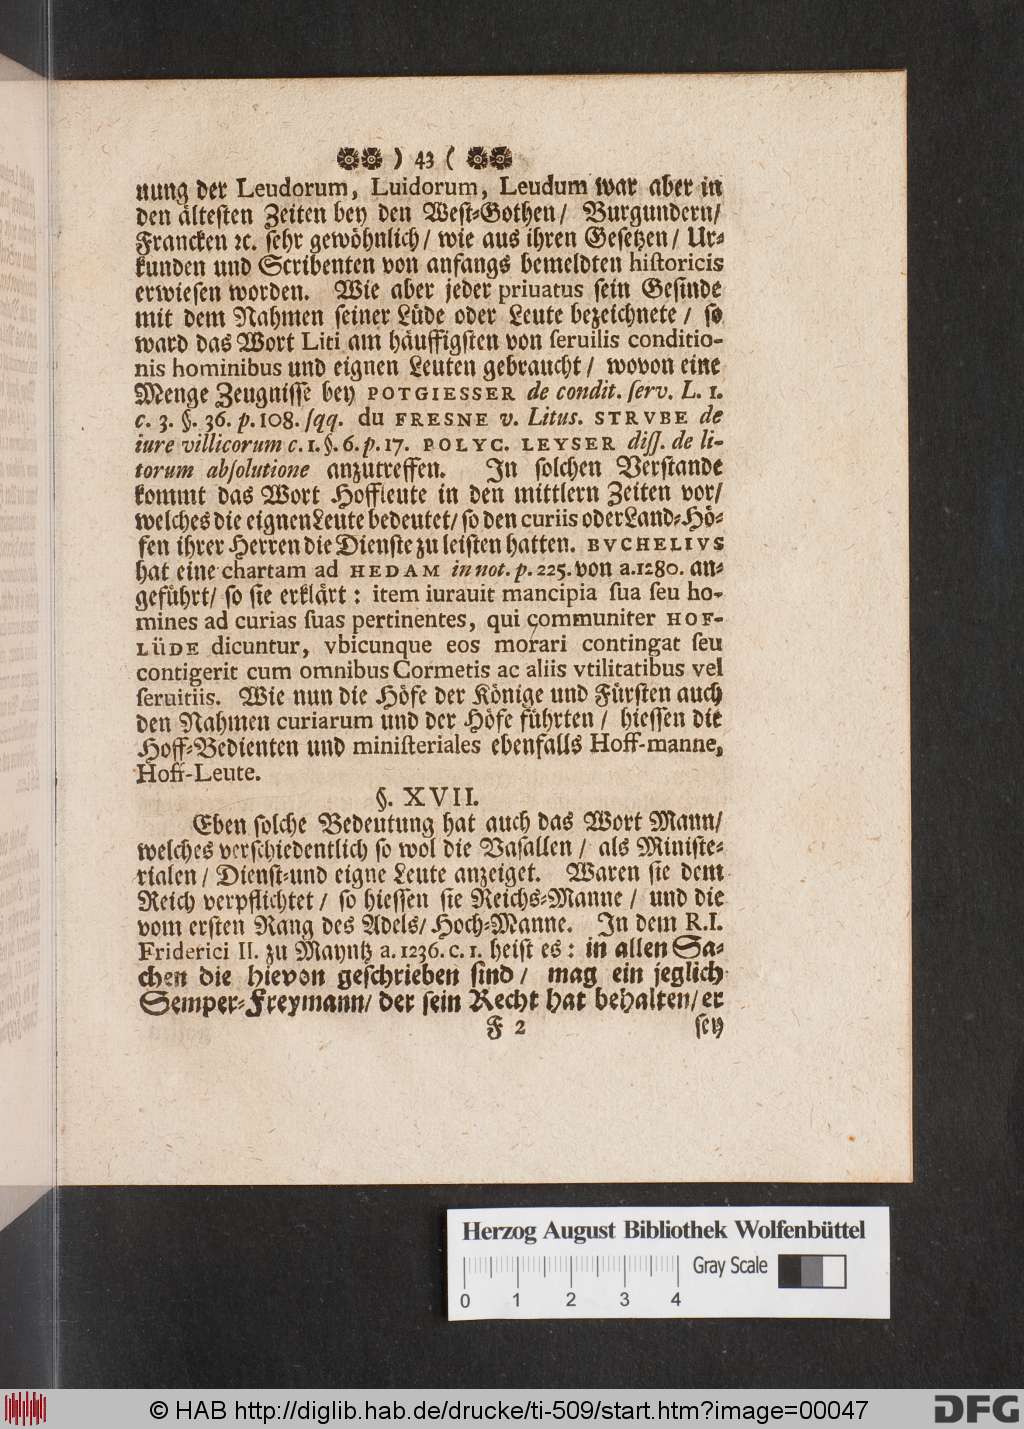 ) 43 (
nung der Leudorum, Luidorum, Leudum war aber in
den ältesten Zeiten bey den West-Gothen/ Burgundern/
Francken ꝛc. sehr gewöhnlich/ wie aus ihren Gesetzen/ Ur-
kunden und Scribenten von anfangs bemeldten historicis
erwiesen worden. Wie aber jeder priuatus sein Gesinde
mit dem Nahmen seiner Lüde oder Leute bezeichnete / so
ward das Wort Liti am häuffigsten von seruilis conditio-
nis hominibus und eignen Leuten gebraucht/ wovon eine
Menge Zeugnisse bey POTGIESSER de condit. serv. L. 1.
c. 3. §. 36. p. 108. sqq. du FRESNE v. Litus. STRVBE de
iure villicorum c. 1. §. 6. p. 17. POLYC. LEYSER diss. de li-
torum absolutione anzutreffen. In solchen Verstande
kommt das Wort Hoffleute in den mittlern Zeiten vor/
welches die eignen Leute bedeutet/ so den curiis oder Land-Hö-
fen ihrer Herren die Dienste zu leisten hatten. BVCHELIVS
hat eine chartam ad HEDAM in not. p. 225. von a. 1280. an-
geführt/ so sie erklärt: item iurauit mancipia sua seu ho-
mines ad curias suas pertinentes, qui communiter HOF-
LÜDE dicuntur, vbicunque eos morari contingat seu
contigerit cum omnibus Cormetis ac aliis vtilitatibus vel
seruitiis. Wie nun die Höfe der Könige und Fürsten auch
den Nahmen curiarum und der Höfe führten / hiessen die
Hoff-Bedienten und ministeriales ebenfalls Hoff-manne,
Hoff-Leute.
§. XVII.
Eben solche Bedeutung hat auch das Wort Mann/
welches verschiedentlich so wol die Vasallen / als Ministe-
rialen / Dienst-und eigne Leute anzeiget. Waren sie dem
Reich verpflichtet / so hiessen sie Reichs-Manne / und die
vom ersten Rang des Adels/ Hoch-Manne. In dem R.I.
Friderici II. zu Mayntz a. 1236. c. 1. heist es: in allen Sa-
chen die hievon geschrieben sind / mag ein jeglich
Semper-Freymann/ der sein Recht hat behalten/ er
F 2 sey
Herzog August Bibliothek Wolfenbüttel
Gray Scale
0 1 2 3 4
© HAB http://diglib.hab.de/drucke/ti-509/start.htm?image=00047
DFG